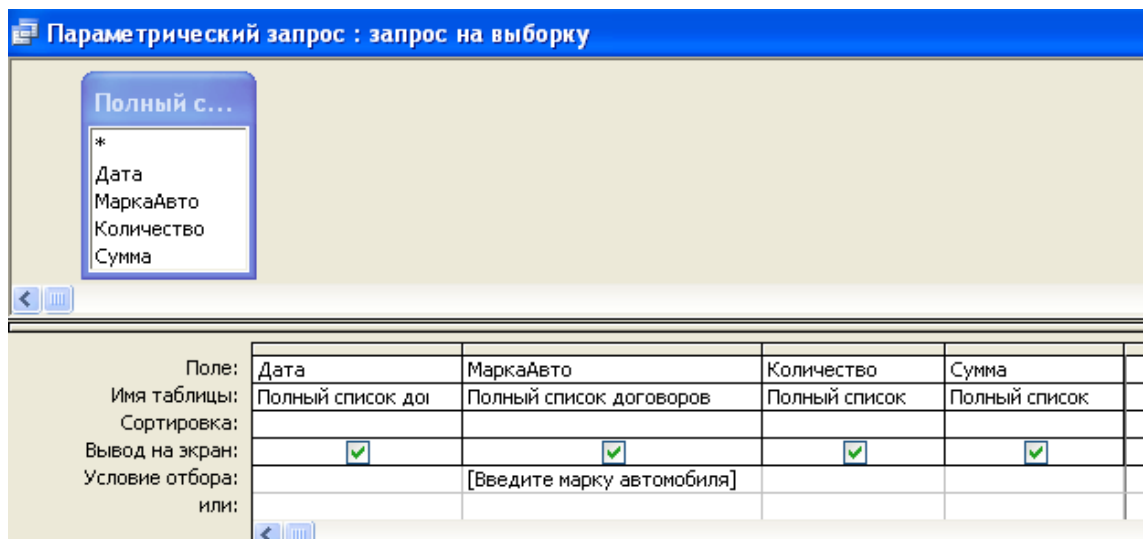 Параметрический запрос : запрос на выборку
Полный с...
*
Дата
МаркаАвто
Количество
Сумма
Поле: Дата МаркаАвто Количество Сумма
Имя таблицы: Полный список дог Полный список договоров Полный список Полный список
Сортировка:
Вывод на экран:
Условие отбора: [Введите марку автомобиля]
или: